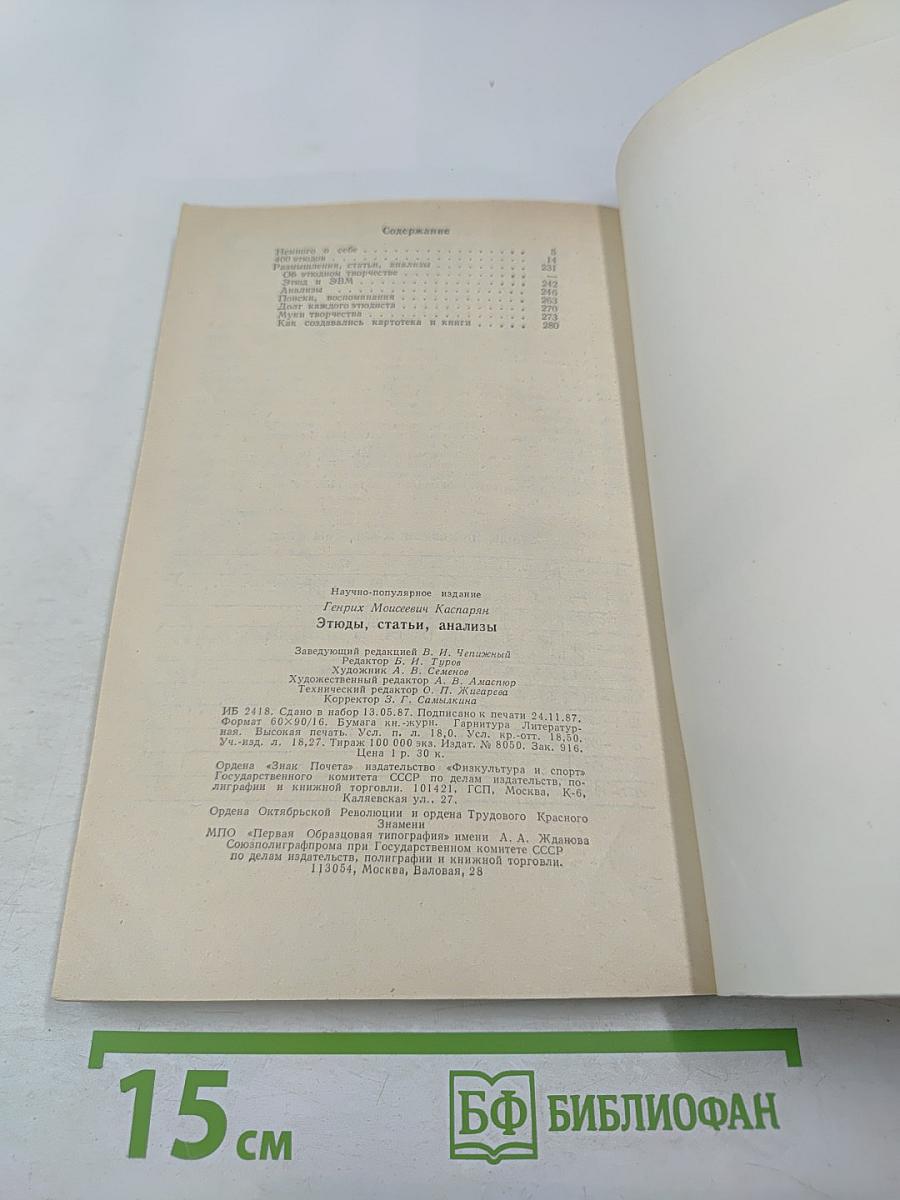 Содержание
Немного о себе . . . . . . . . . . . . . . . . 5
400 этюдов . . . . . . . . . . . . . . . . 14
Размышления, статьи, анализы . . . . . . . . 231
Об этюдном творчестве . . . . . . . . . . —
Этюд и ЭВМ . . . . . . . . . . . . . . 242
Анализы . . . . . . . . . . . . . . . . 246
Поиски, воспоминания . . . . . . . . . . 263
Долг каждого этюдиста . . . . . . . . . . 270
Муки творчества . . . . . . . . . . . . . 273
Как создавались картотека и книги . . . . . 280
Научно-популярное издание
Генрих Моисеевич Каспарян
Этюды, статьи, анализы
Заведующий редакцией В. И. Чепижный
Редактор Б. И. Туров
Художник А. В. Семенов
Художественный редактор А. В. Амаспюр
Технический редактор О. П. Жигарева
Корректор З. Г. Самылкина
ИБ 2418. Сдано в набор 13.05.87. Подписано к печати 24.11.87.
Формат 60×90/16. Бумага кн.-журн. Гарнитура Литератур-
ная. Высокая печать. Усл. п. л. 18,0. Усл. кр.-отт. 18,50.
Уч.-изд. л. 18,27. Тираж 100 000 экз. Издат. № 8050. Зак. 916.
Цена 1 р. 30 к.
Ордена «Знак Почета» издательство «Физкультура и спорт»
Государственного комитета СССР по делам издательств, по-
лиграфии и книжной торговли. 101421, ГСП, Москва, К-6,
Каляевская ул., 27.
Ордена Октябрьской Революции и ордена Трудового Красного
Знамени
МПО «Первая Образцовая типография» имени А. А. Жданова
Союзполиграфпрома при Государственном комитете СССР
по делам издательств, полиграфии и книжной торговли.
113054, Москва, Валовая, 28
15 см
БФ БИБЛИОФАН